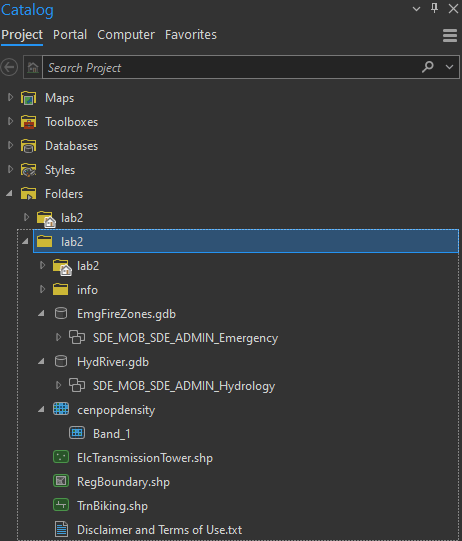 Catalog
Project Portal Computer Favorites
Search Project
Maps
Toolboxes
Databases
Styles
Folders
lab2
lab2
lab2
info
EmgFireZones.gdb
SDE_MOB_SDE_ADMIN_Emergency
HydRiver.gdb
SDE_MOB_SDE_ADMIN_Hydrology
cenpopdensity
Band_1
ElcTransmissionTower.shp
RegBoundary.shp
TrnBiking.shp
Disclaimer and Terms of Use.txt